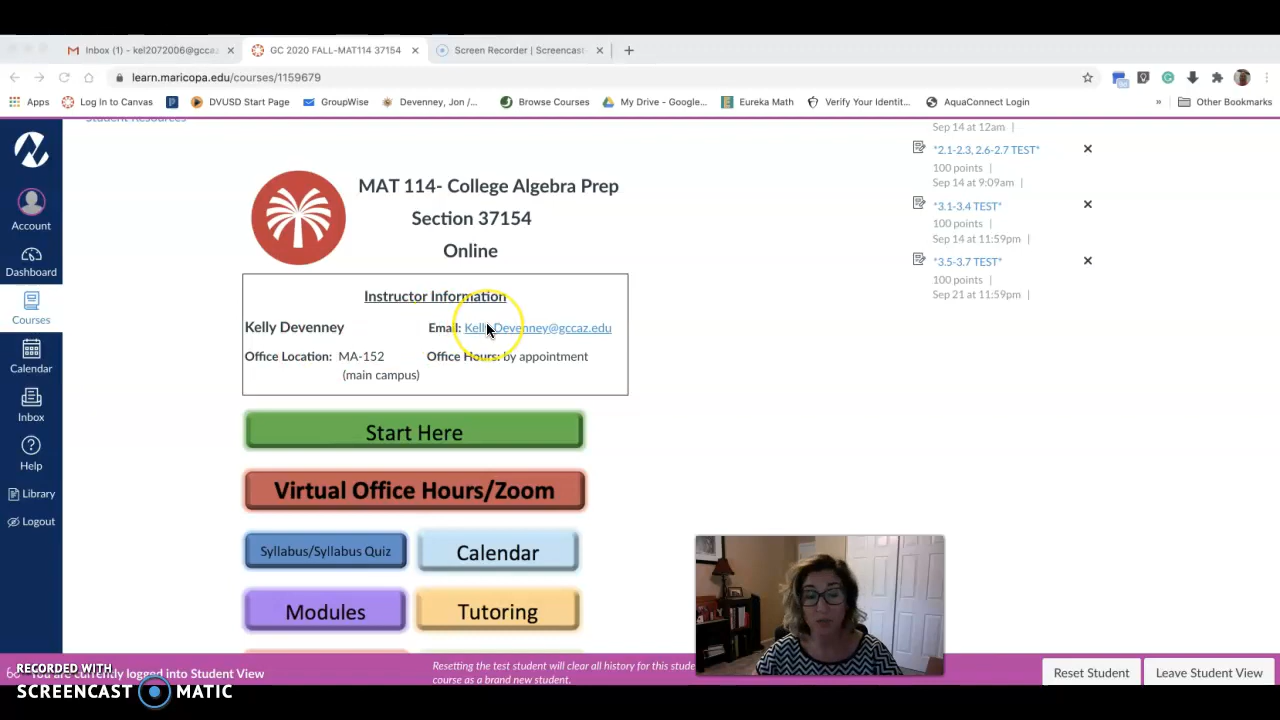 Inbox (1) - kel2072006@gcca
GC 2020 FALL-MAT114 37154
Screen Recorder | Screencast-
learn.maricopa.edu/courses/1159679
Apps
Log In to Canvas
DVUSD Start Page
GroupWise
Devenney, Jon /...
Browse Courses
My Drive - Google...
Eureka Math
Verify Your Identit...
AquaConnect Login
»
Other Bookmarks
Student Resources
Sep 14 at 12am |
*2.1-2.3, 2.6-2.7 TEST*
100 points |
Sep 14 at 9:09am |
*3.1-3.4 TEST*
100 points |
Sep 14 at 11:59pm |
*3.5-3.7 TEST*
100 points |
Sep 21 at 11:59pm |
Account
Dashboard
Courses
Calendar
Inbox
Help
Library
Logout
MAT 114- College Algebra Prep
Section 37154
Online
Instructor Information
Kelly Devenney
Email: Kelly.Devenney@gccaz.edu
Office Location: MA-152
Office Hours: by appointment
(main campus)
Start Here
Virtual Office Hours/Zoom
Syllabus/Syllabus Quiz
Calendar
Modules
Tutoring
You are currently logged into Student View
Resetting the test student will clear all history for this stude
course as a brand new student.
Reset Student
Leave Student View
RECORDED WITH
SCREENCAST MATIC